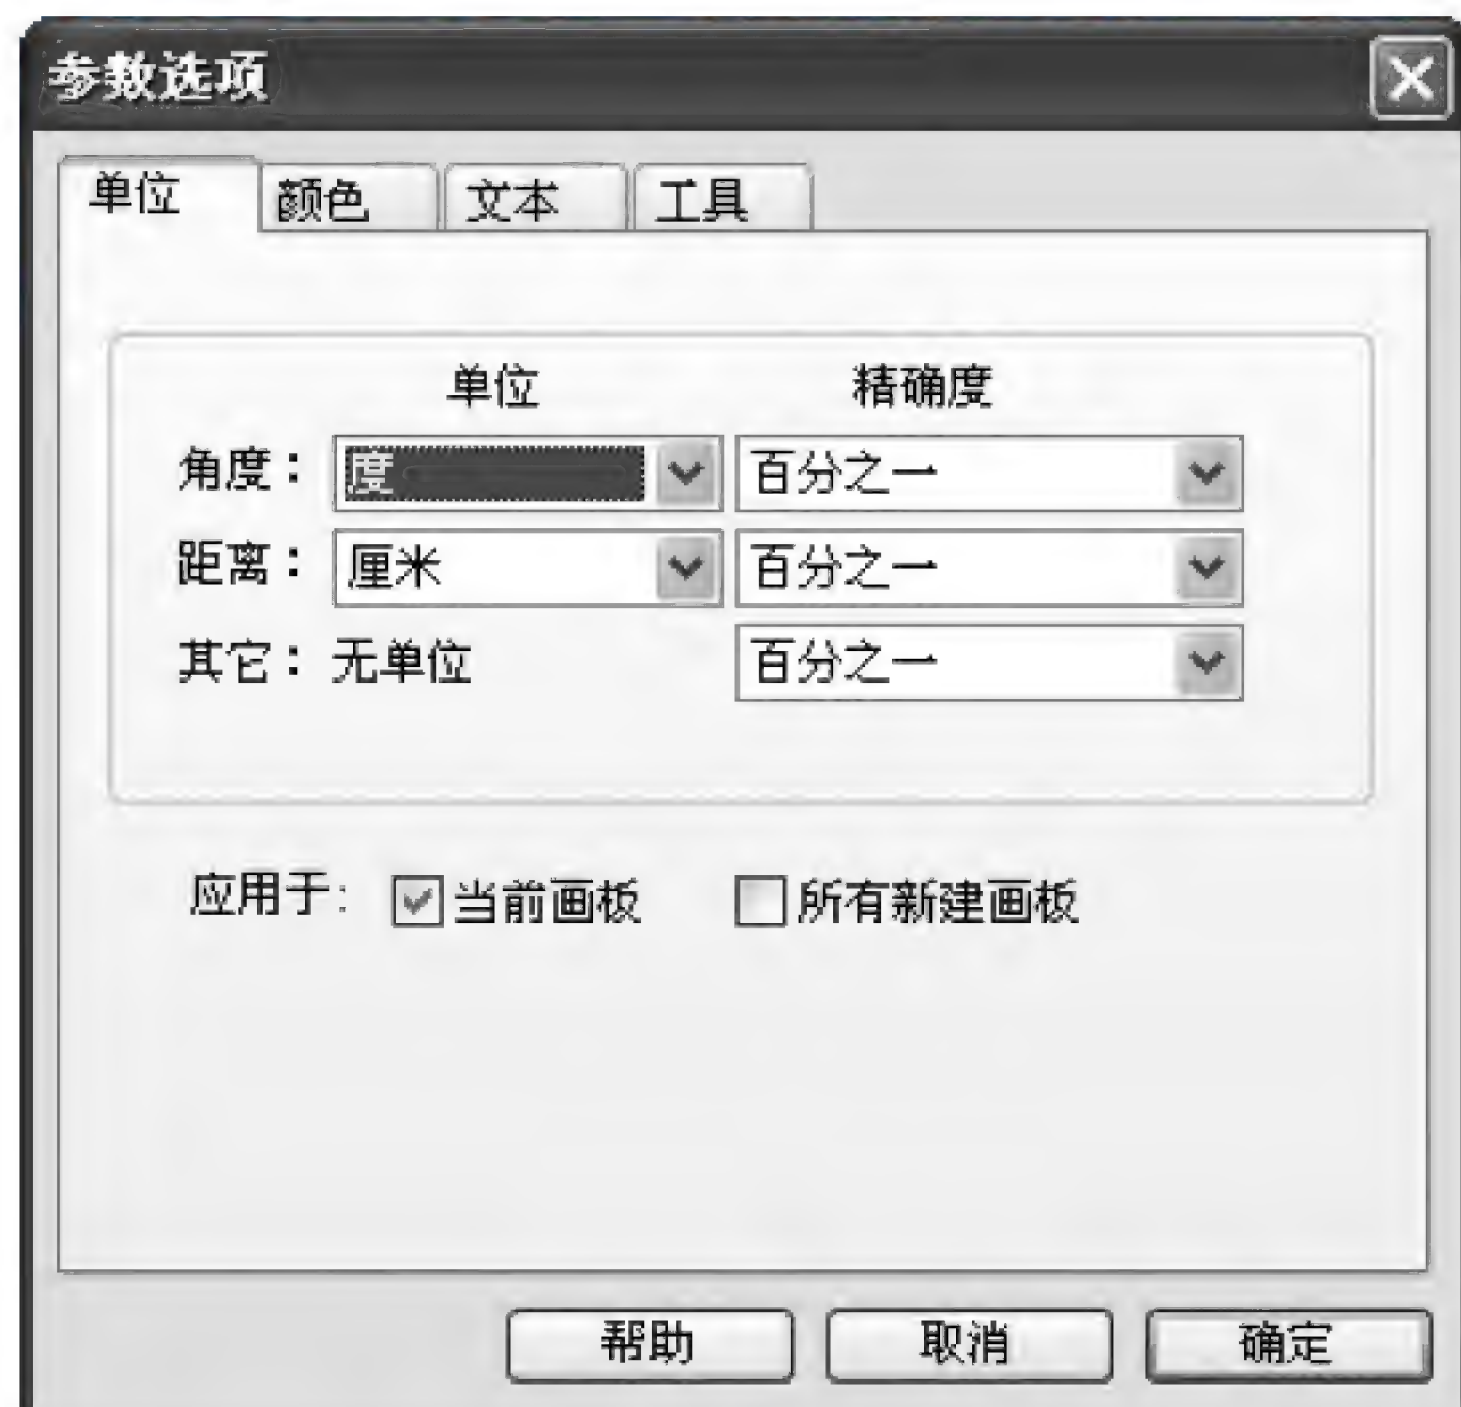 参数选项
单位 颜色 文本 工具
单位 精确度
角度： 度 百分之一
距离： 厘米 百分之一
其它： 无单位 百分之一
应用于: 当前画板 所有新建画板
帮助 取消 确定